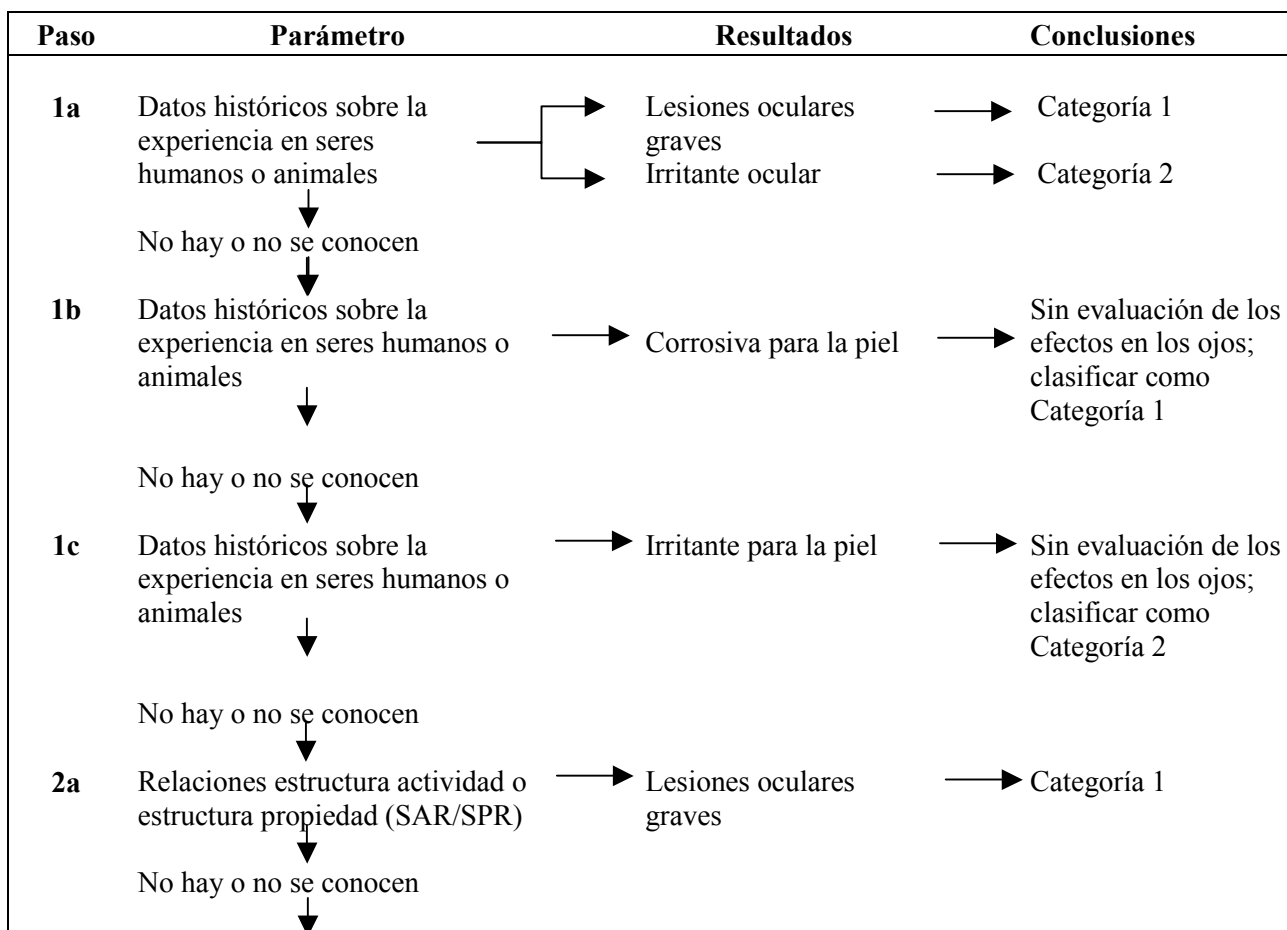 Paso Parámetro Resultados Conclusiones
1a Datos históricos sobre la Lesiones oculares Categoría 1
experiencia en seres graves
humanos o animales Irritante ocular Categoría 2
No hay o no se conocen
1b Datos históricos sobre la Sin evaluación de los
experiencia en seres humanos o Corrosiva para la piel efectos en los ojos;
animales clasificar como
Categoría 1
No hay o no se conocen
1c Datos históricos sobre la Irritante para la piel Sin evaluación de los
experiencia en seres humanos o efectos en los ojos;
animales clasificar como
Categoría 2
No hay o no se conocen
2a Relaciones estructura actividad o Lesiones oculares Categoría 1
estructura propiedad (SAR/SPR) graves
No hay o no se conocen